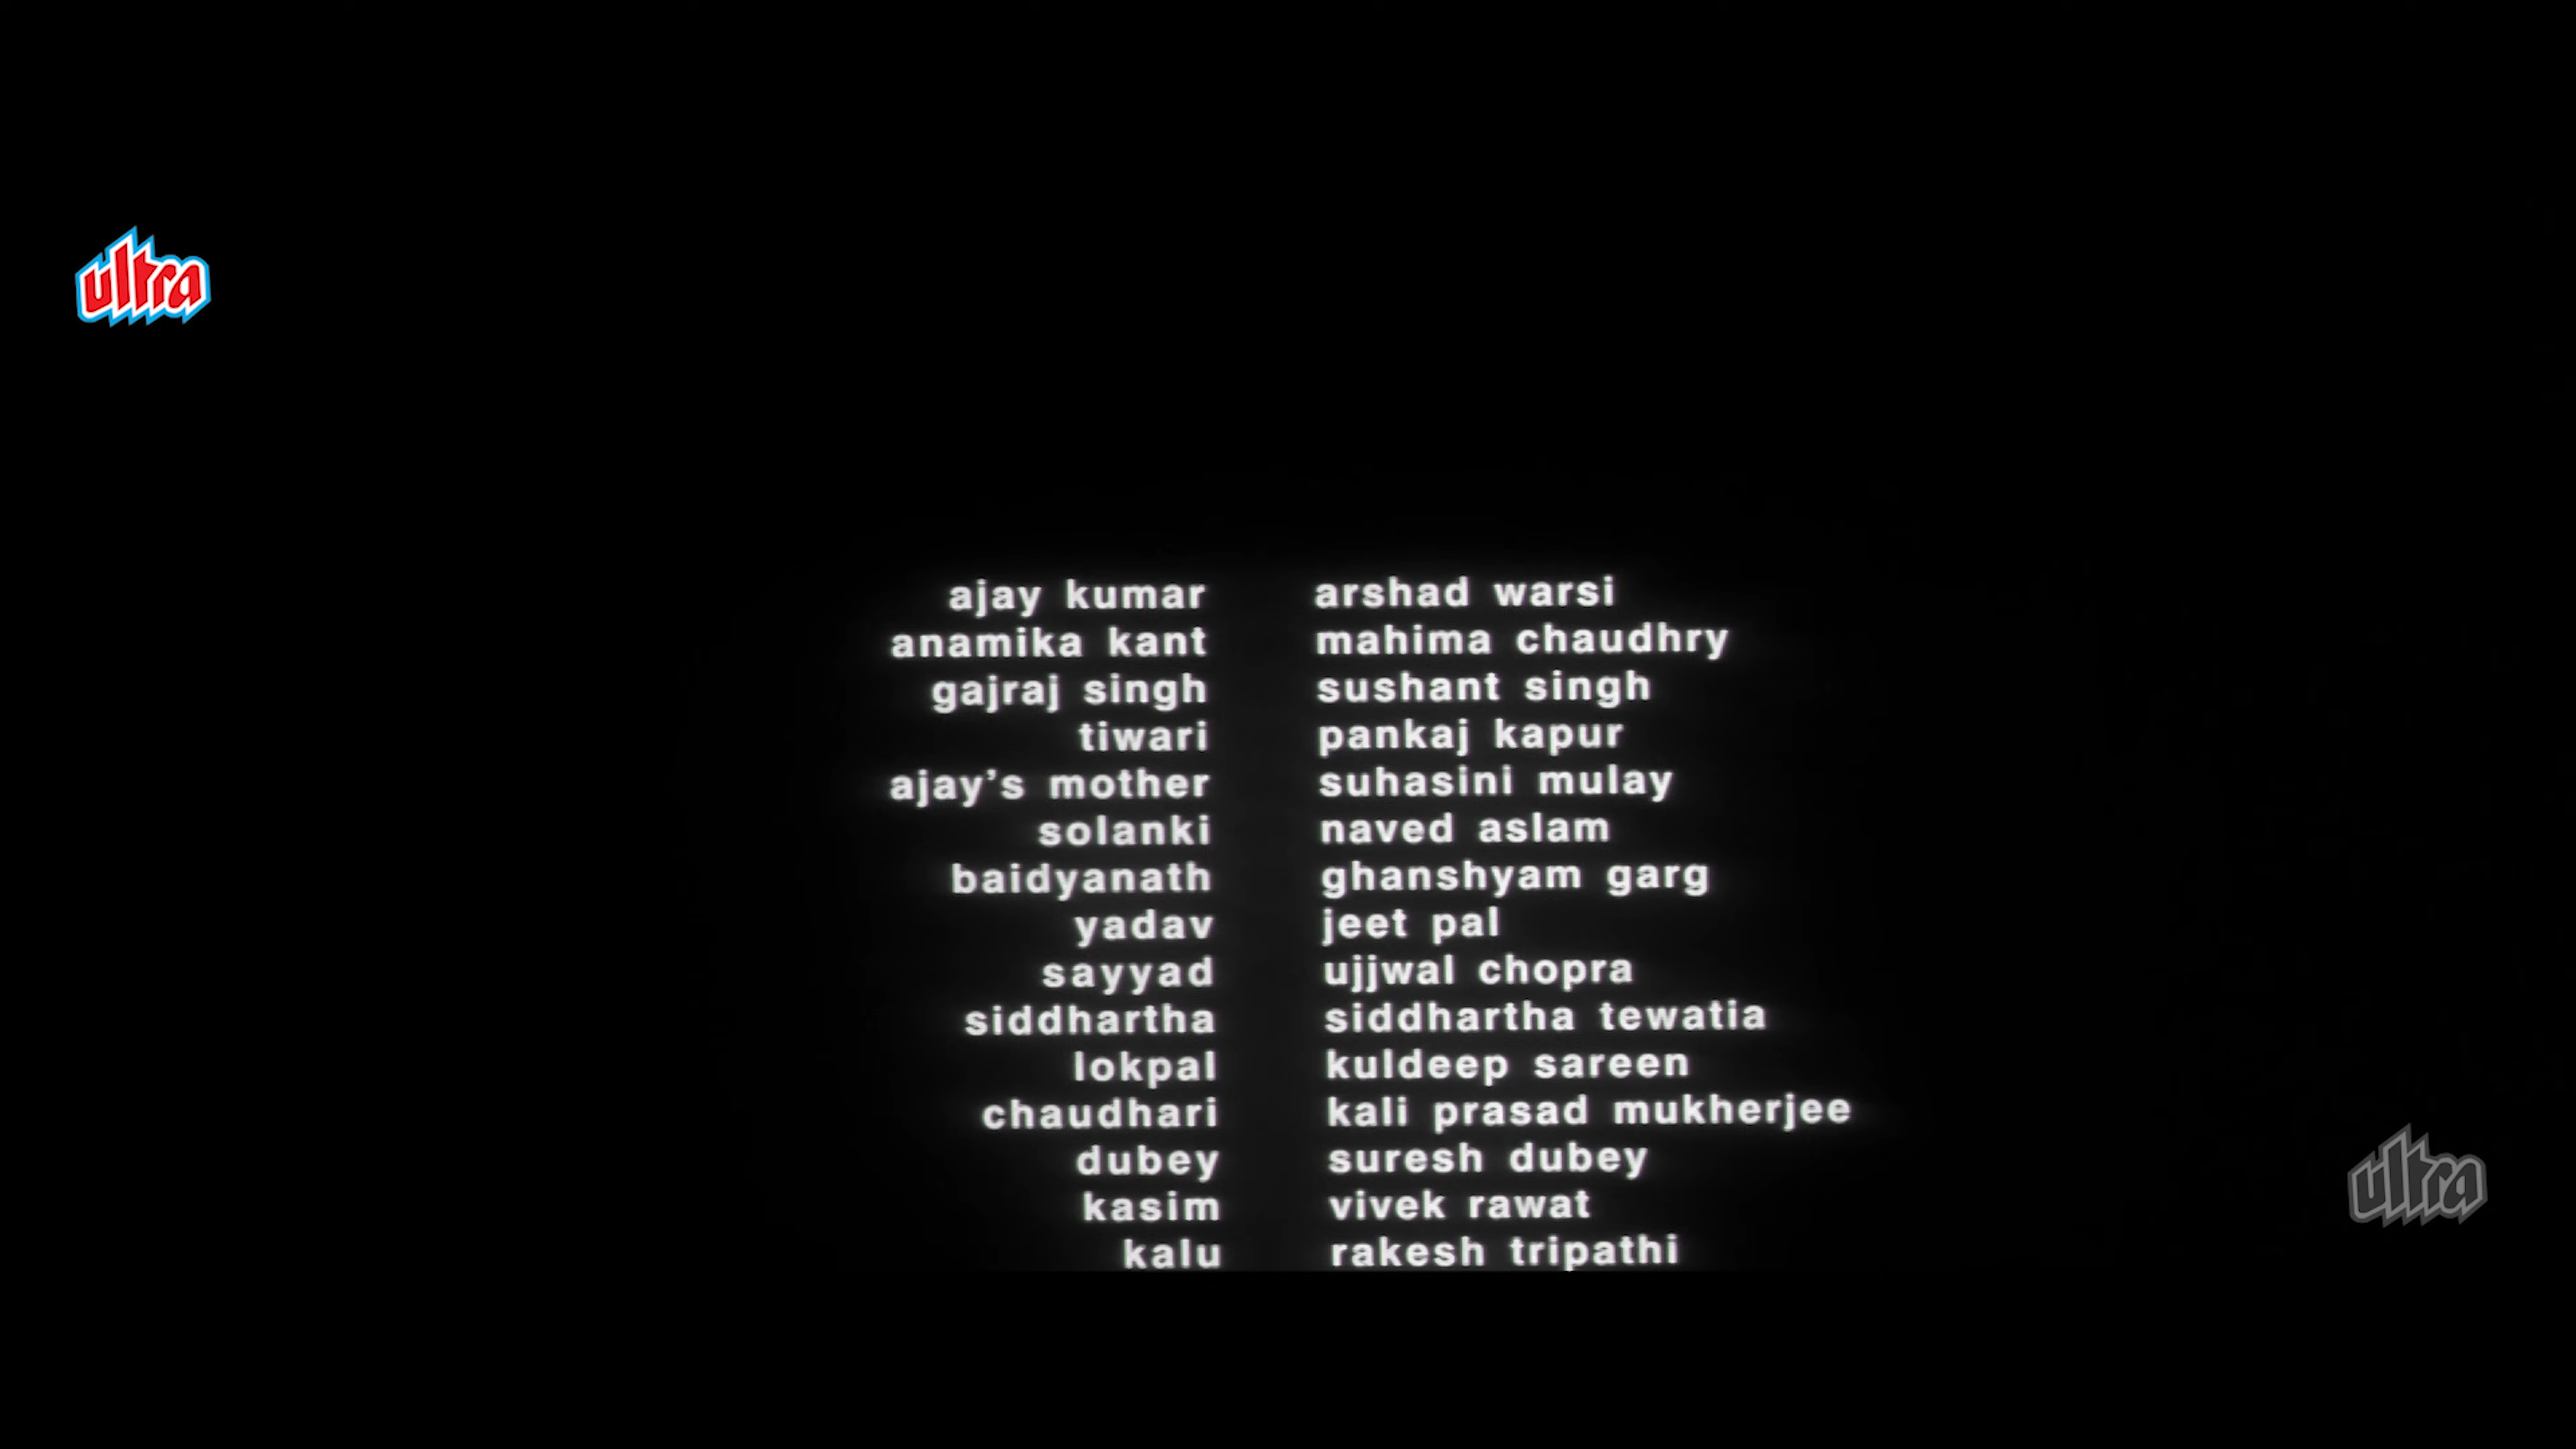 ultra
ajay kumar arshad warsi
anamika kant mahima chaudhry
gajraj singh sushant singh
tiwari pankaj kapur
ajay's mother suhasini mulay
solanki naved aslam
baidyanath ghanshyam garg
yadav jeet pal
sayyad ujjwal chopra
siddhartha siddhartha tewatia
lokpal kuldeep sareen
chaudhari kali prasad mukherjee
dubey suresh dubey
kasim vivek rawat
kalu rakesh tripathi
ultra